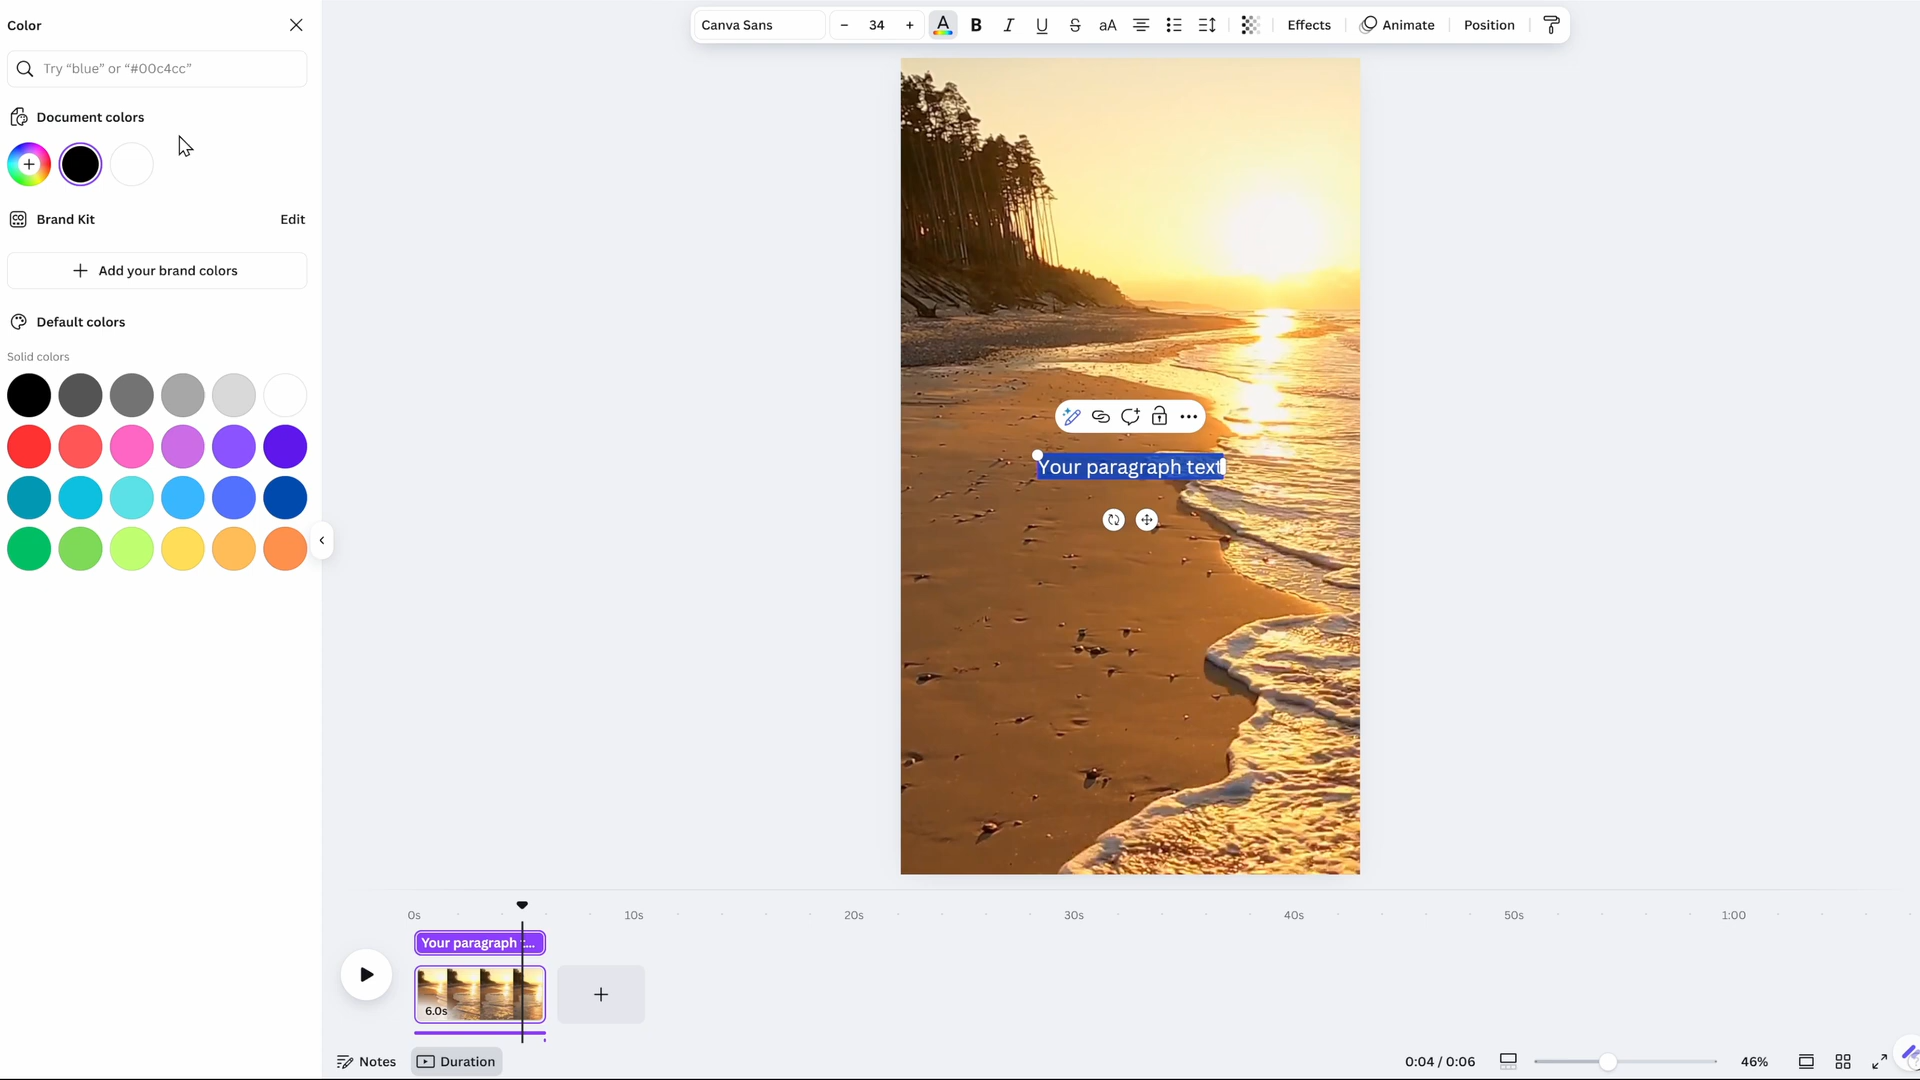 Color
Try “blue” or “#00c4cc”
Document colors
Brand Kit
Edit
Add your brand colors
Default colors
Solid colors
Canva Sans
34
A
B
I
U
S
aA
Effects
Animate
Position
Your paragraph text
0s
10s
20s
30s
40s
50s
1:00
Your paragraph t...
6.0s
Notes
Duration
0:04 / 0:06
46%